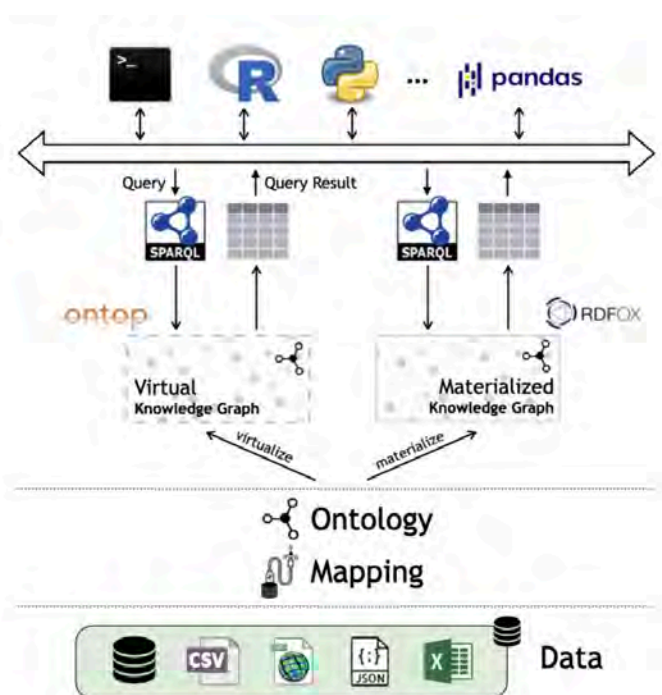 >_
R
...
pandas
Query
Query Result
SPARQL
SPARQL
ontop
RDFOX
Virtual
Knowledge Graph
Materialized
Knowledge Graph
virtualize
materialize
Ontology
Mapping
CSV
{;}
JSON
X
Data